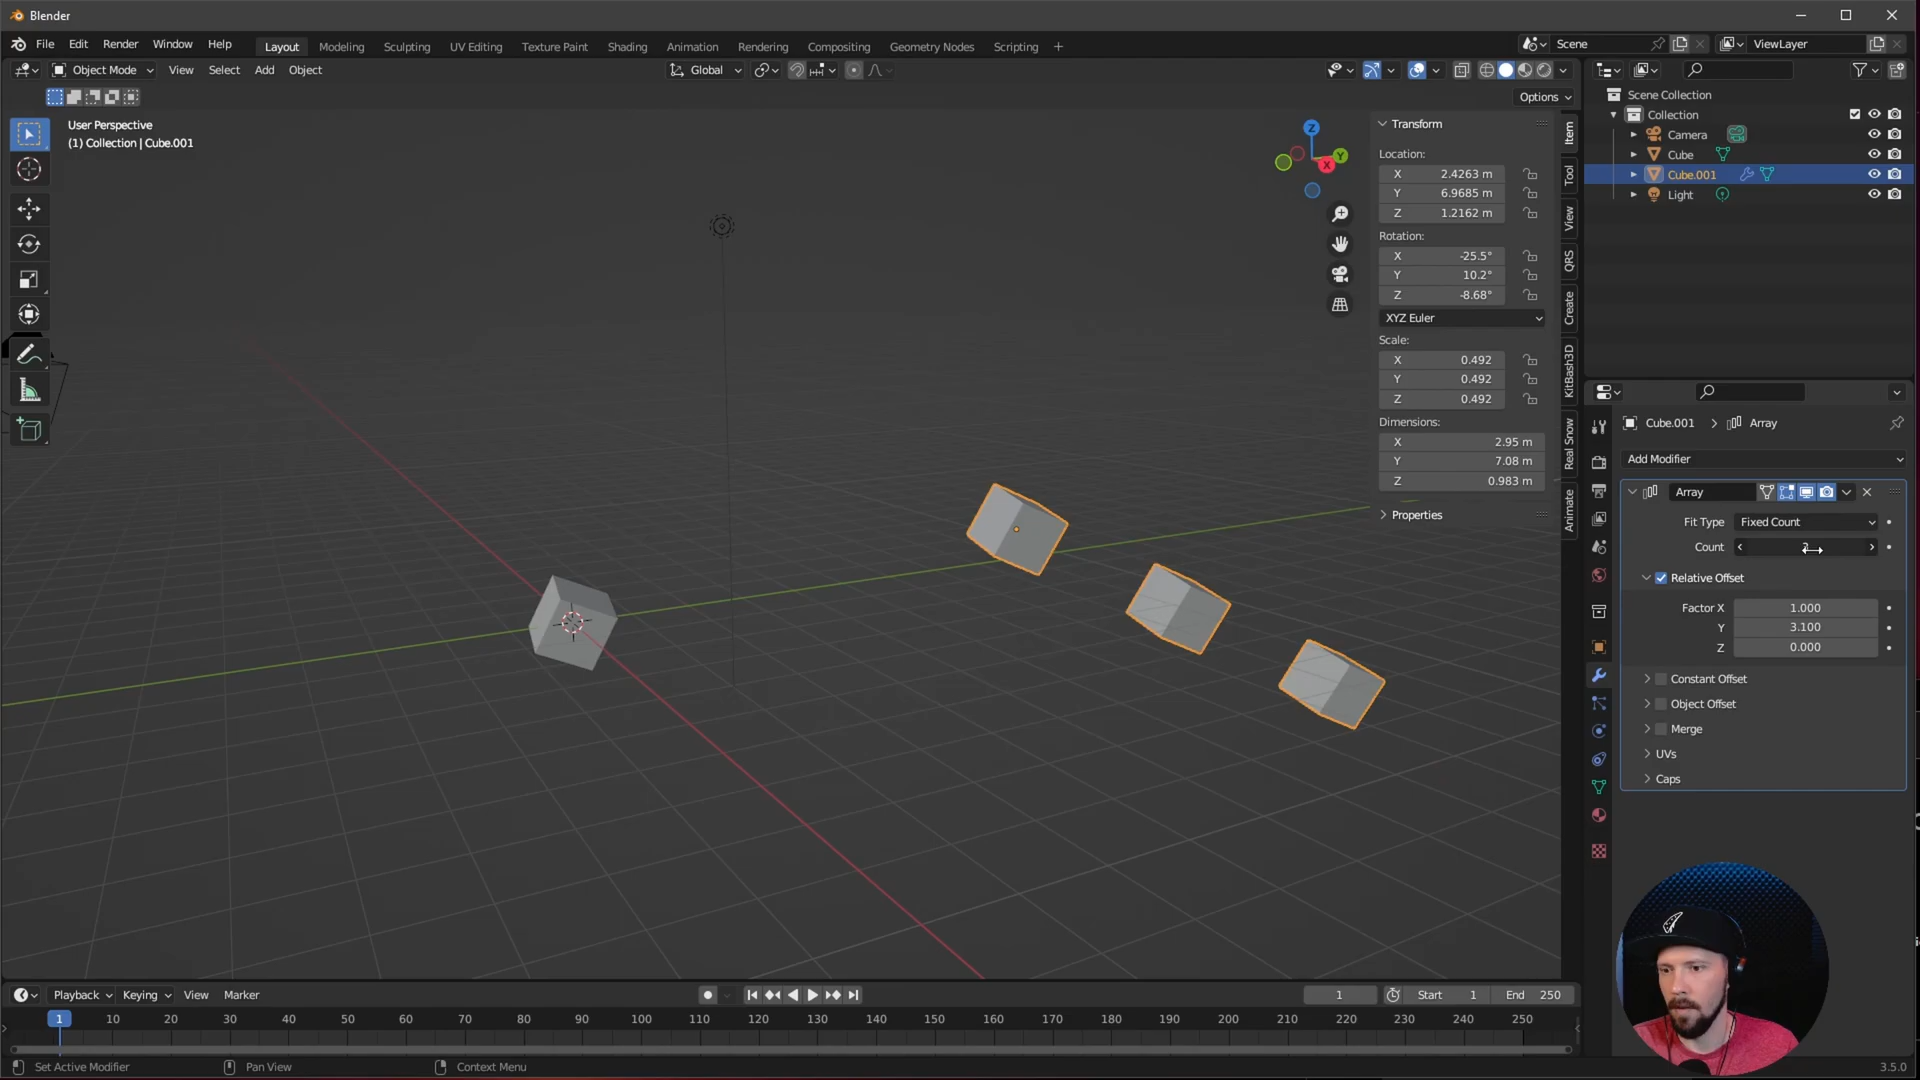 Blender
File Edit Render Window Help
Layout Modeling Sculpting UV Editing Texture Paint Shading Animation Rendering Compositing Geometry Nodes Scripting +
Scene
ViewLayer
Object Mode View Select Add Object
Global
Options
User Perspective
(1) Collection | Cube.001
Z
Y
X
Transform
Location:
X 2.4263 m
Y 6.9685 m
Z 1.2162 m
Rotation:
X -25.5°
Y 10.2°
Z -8.68°
XYZ Euler
Scale:
X 0.492
Y 0.492
Z 0.492
Dimensions:
X 2.95 m
Y 7.08 m
Z 0.983 m
Properties
Item
Tool
View
QRS
Create
KitBash3D
Real Snow
Animate
Scene Collection
Collection
Camera
Cube
Cube.001
Light
Cube.001 > Array
Add Modifier
Array
Fit Type Fixed Count
Count
Relative Offset
Factor X 1.000
Y 3.100
Z 0.000
Constant Offset
Object Offset
Merge
UVs
Caps
Playback Keying View Marker
1 Start 1 End 250
1 10 20 30 40 50 60 70 80 90 100 110 120 130 140 150 160 170 180 190 200 210 220 230 240 250
Set Active Modifier Pan View Context Menu 3.5.0